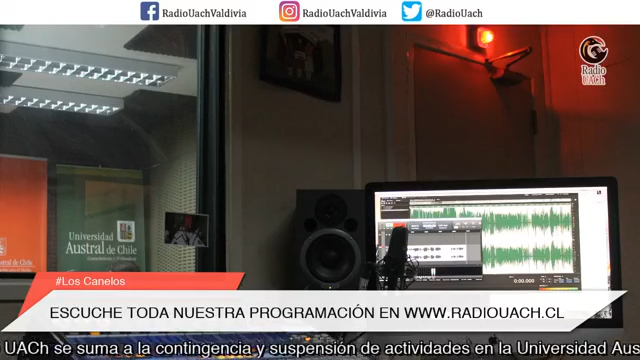 RadioUachValdivia
RadioUachValdivia
@RadioUach
Radio
UACh
Universidad
Austral de Chile
#Los Canelos
ESCUCHE TODA NUESTRA PROGRAMACIÓN EN WWW.RADIOUACH.CL
UACh se suma a la contingencia y suspensión de actividades en la Universidad Aus